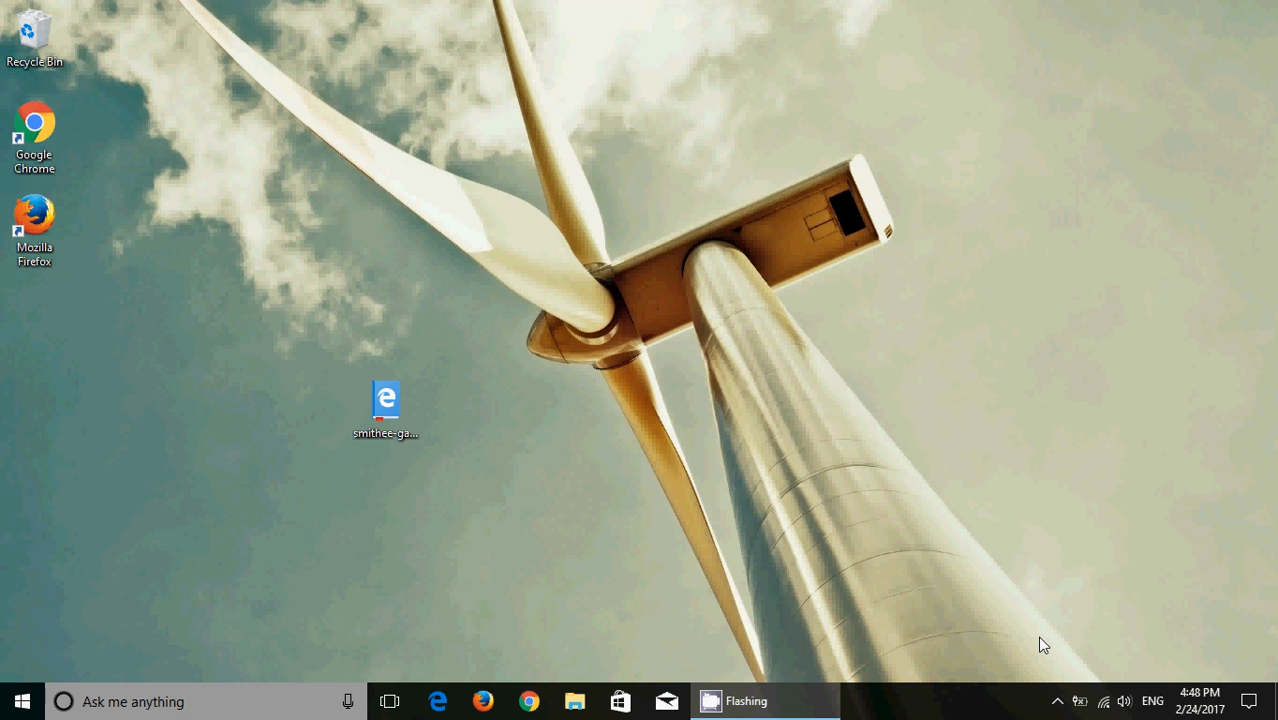 Recycle Bin
Google
Chrome
Mozilla
Firefox
smithee-ga...
Ask me anything
Flashing
ENG
4:48 PM
2/24/2017